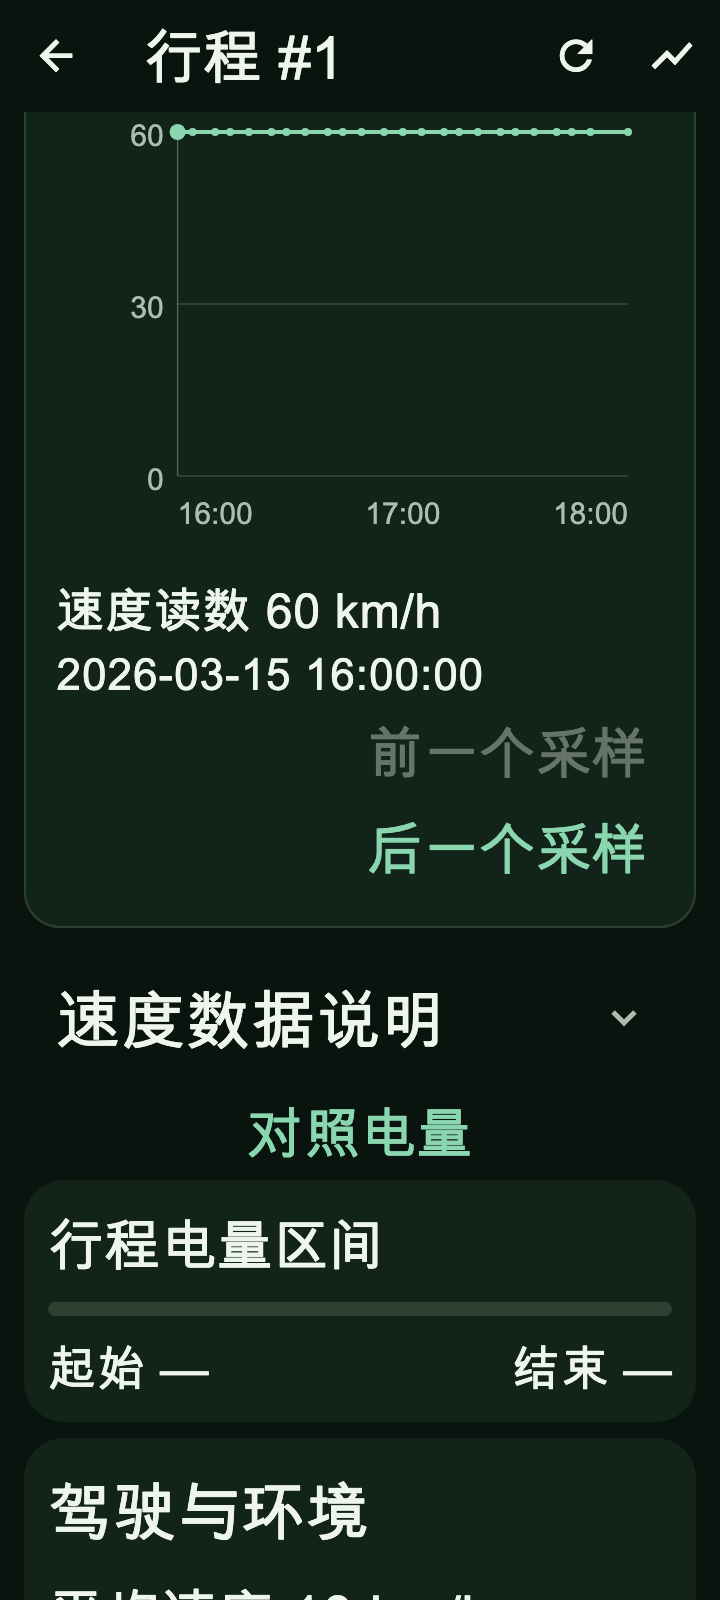 行程 #1
60
30
0
16:00 17:00 18:00
速度读数 60 km/h
2026-03-15 16:00:00
前一个采样
后一个采样
速度数据说明
对照电量
行程电量区间
起始 — 结束 —
驾驶与环境